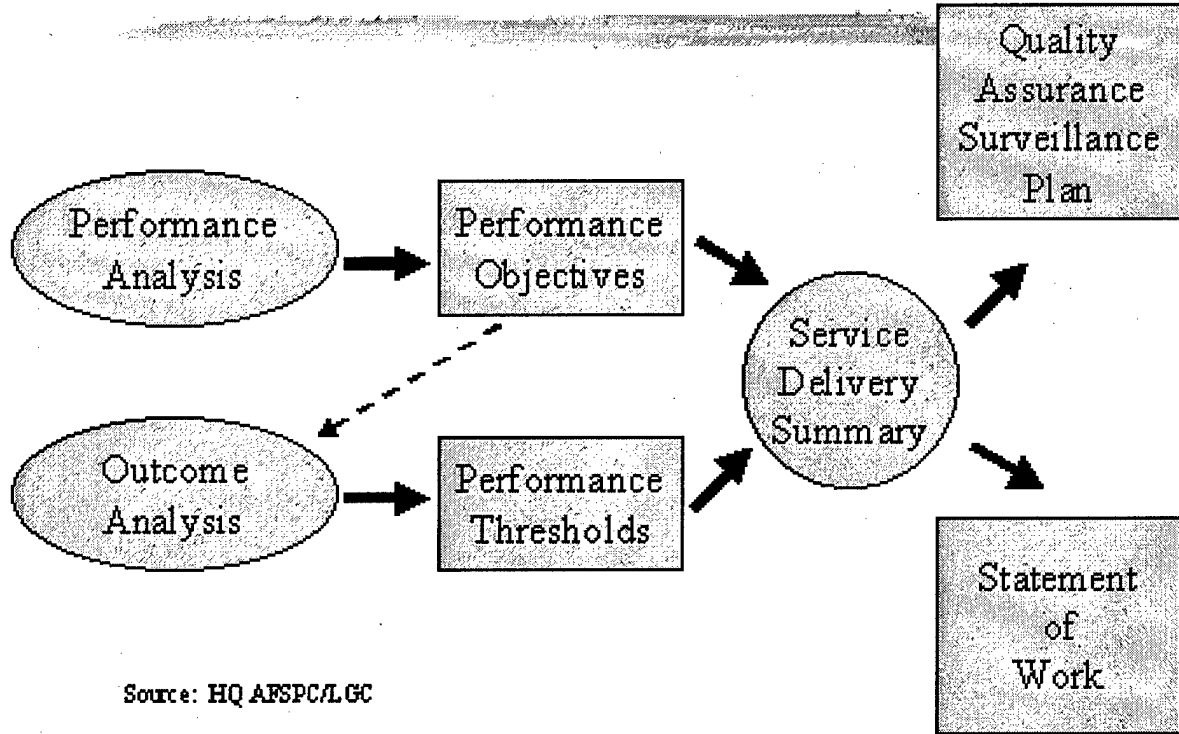 Quality
Assurance
Surveillance
Plan
Performance
Analysis
Performance
Objectives
Service
Delivery
Summary
Outcome
Analysis
Performance
Thresholds
Statement
of
Work
Source: HQ AFSPC/LGC